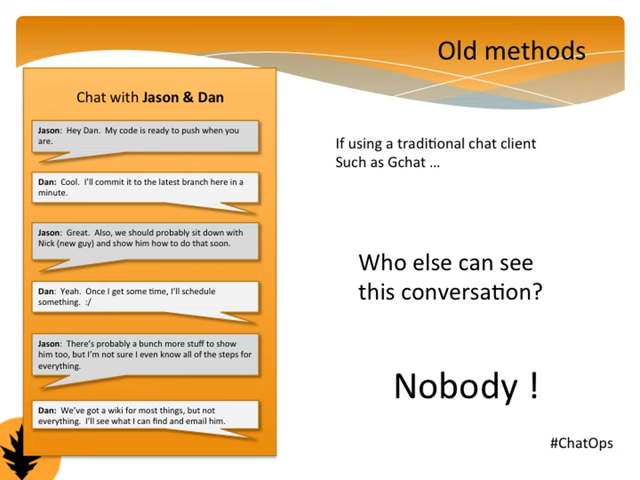 Old methods
Chat with Jason & Dan
Jason: Hey Dan. My code is ready to push when you
are.
Dan: Cool. I'll commit it to the latest branch here in a
minute.
Jason: Great. Also, we should probably sit down with
Nick (new guy) and show him how to do that soon.
Dan: Yeah. Once I get some time, I'll schedule
something. :/
Jason: There's probably a bunch more stuff to show
him too, but I'm not sure I even know all of the steps for
everything.
Dan: We've got a wiki for most things, but not
everything. I'll see what I can find and email him.
If using a traditional chat client
Such as Gchat ...
Who else can see
this conversation?
Nobody !
#ChatOps